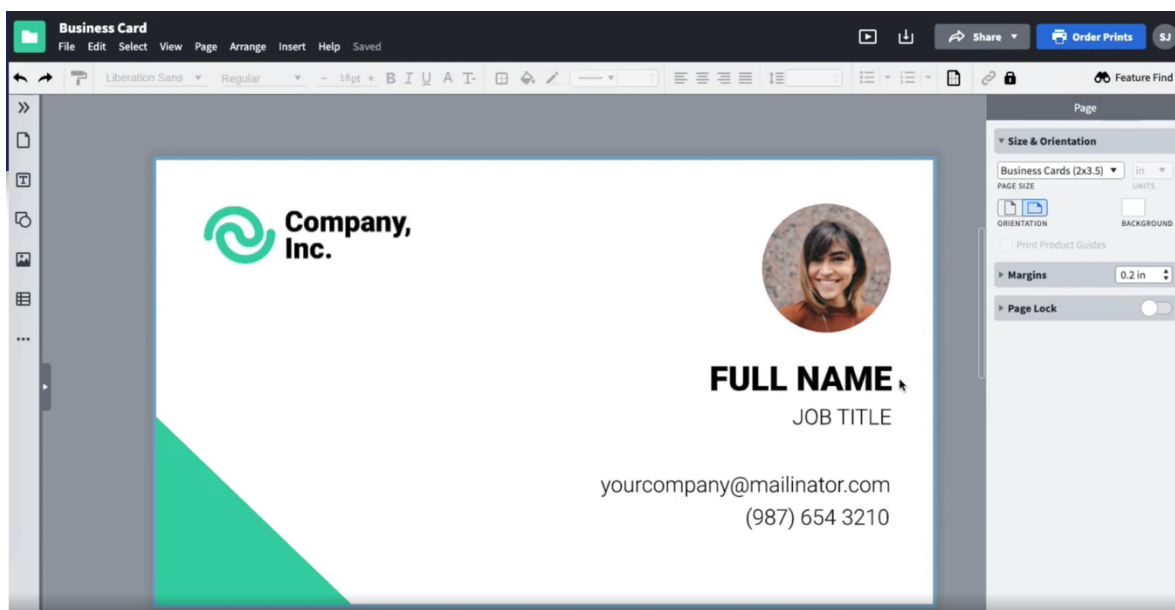 Business Card
File Edit Select View Page Arrange Insert Help Saved
Share
Order Prints
SJ
Liberation Sans Regular – 18pt + B I U A T
Feature Find
Page
Size & Orientation
Business Cards (2x3.5) in
PAGE SIZE UNITS
ORIENTATION BACKGROUND
Print Product Guides
Margins 0.2 in
Page Lock
Company,
Inc.
FULL NAME
JOB TITLE
yourcompany@mailinator.com
(987) 654 3210